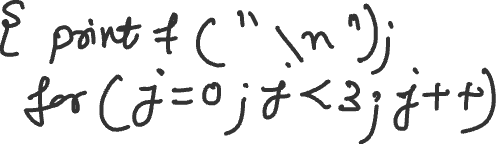 { printf ("\n");
for (j=0; j<3; j++)